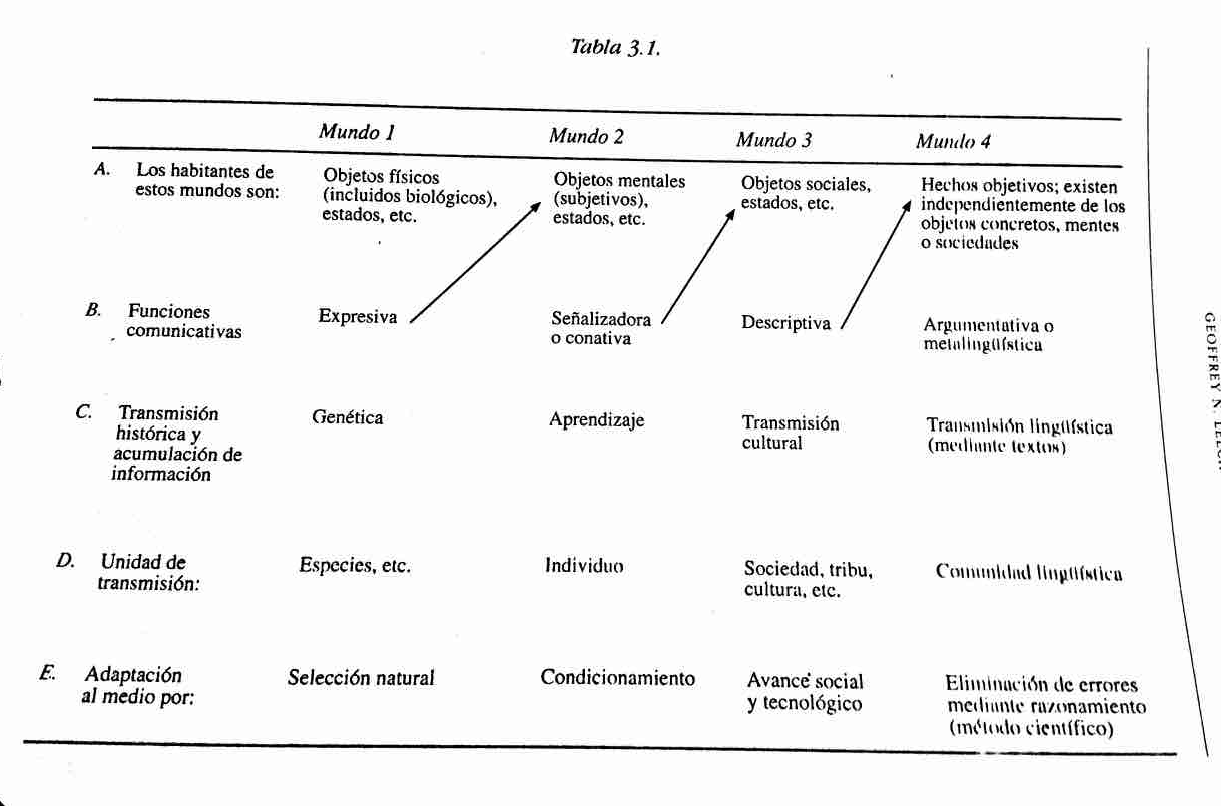 Tabla 3.1.
Mundo 1 Mundo 2 Mundo 3 Mundo 4
A. Los habitantes de
estos mundos son:
Objetos físicos
(incluidos biológicos),
estados, etc.
Objetos mentales
(subjetivos),
estados, etc.
Objetos sociales,
estados, etc.
Hechos objetivos; existen
independientemente de los
objetos concretos, mentes
o sociedades
B. Funciones
comunicativas
Expresiva
Señalizadora
o conativa
Descriptiva
Argumentativa o
metalingüística
C. Transmisión
histórica y
acumulación de
información
Genética
Aprendizaje
Transmisión
cultural
Transmisión lingüística
(mediante textos)
D. Unidad de
transmisión:
Especies, etc.
Individuo
Sociedad, tribu,
cultura, etc.
Comunidad lingüística
E. Adaptación
al medio por:
Selección natural
Condicionamiento
Avance social
y tecnológico
Eliminación de errores
mediante razonamiento
(método científico)
GEOFFREY N. LEECH